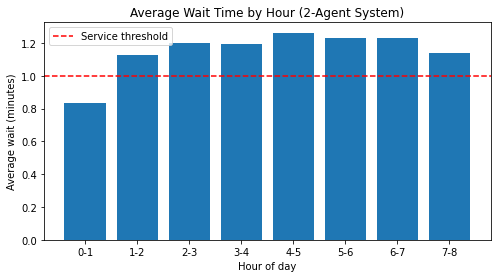 Average Wait Time by Hour (2-Agent System)
Service threshold
Average wait (minutes)
1.2
1.0
0.8
0.6
0.4
0.2
0.0
0-1 1-2 2-3 3-4 4-5 5-6 6-7 7-8
Hour of day